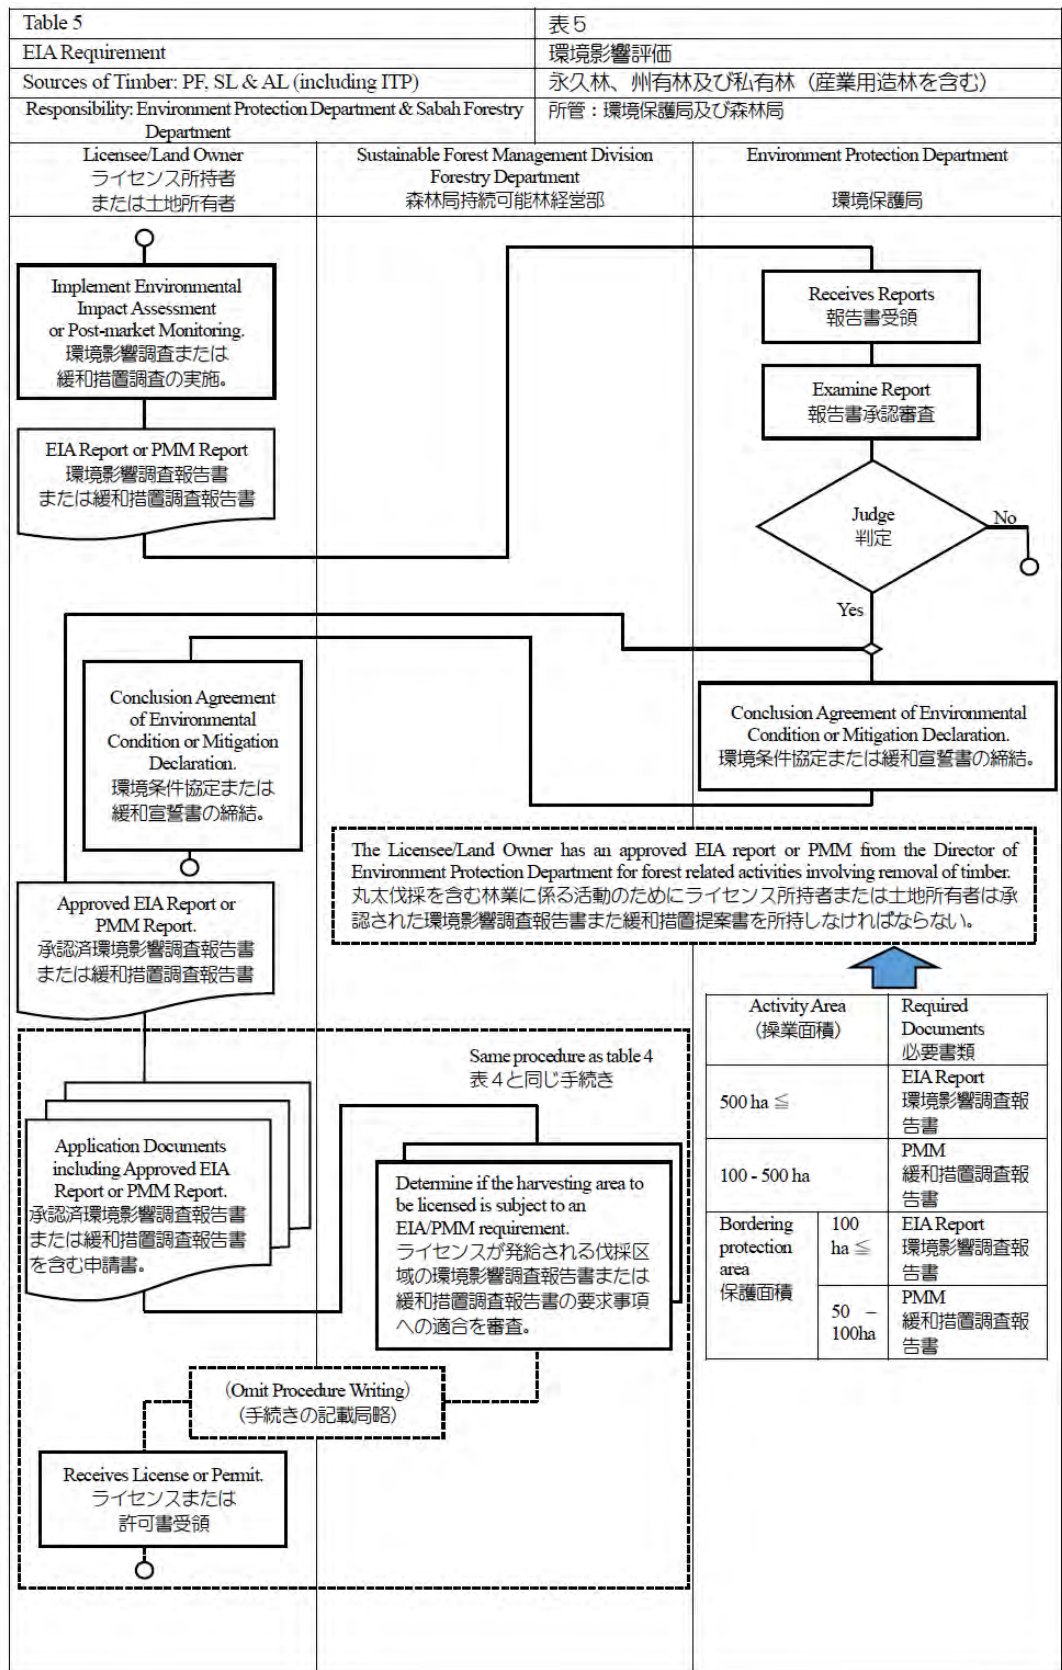 Table 5
表５
EIA Requirement
環境影響評価
Sources of Timber: PF, SL & AL (including ITP)
永久林、州有林及び私有林（産業用造林を含む）
Responsibility: Environment Protection Department & Sabah Forestry
Department
所管：環境保護局及び森林局
Licensee/Land Owner
ライセンス所持者
または土地所有者
Sustainable Forest Management Division
Forestry Department
森林局持続可能林経営部
Environment Protection Department
環境保護局
Implement Environmental
Impact Assessment
or Post-market Monitoring.
環境影響調査または
緩和措置調査の実施。
EIA Report or PMM Report
環境影響調査報告書
または緩和措置調査報告書
Receives Reports
報告書受領
Examine Report
報告書承認審査
Judge
判定
No
Yes
Conclusion Agreement
of Environmental
Condition or Mitigation
Declaration.
環境条件協定または
緩和宣誓書の締結。
Conclusion Agreement of Environmental
Condition or Mitigation Declaration.
環境条件協定または緩和宣誓書の締結。
The Licensee/Land Owner has an approved EIA report or PMM from the Director of
Environment Protection Department for forest related activities involving removal of timber.
丸太伐採を含む林業に係る活動のためにライセンス所持者または土地所有者は承
認された環境影響調査報告書また緩和措置提案書を所持しなければならない。
Approved EIA Report or
PMM Report.
承認済環境影響調査報告書
または緩和措置調査報告書
Activity Area
（操業面積）
Required
Documents
必要書類
500 ha ≦
EIA Report
環境影響調査報
告書
100 - 500 ha
PMM
緩和措置調査報
告書
Bordering
protection
area
保護面積
100
ha ≦
EIA Report
環境影響調査報
告書
50 –
100ha
PMM
緩和措置調査報
告書
Same procedure as table 4
表４と同じ手続き
Application Documents
including Approved EIA
Report or PMM Report.
承認済環境影響調査報告書
または緩和措置調査報告書
を含む申請書。
Determine if the harvesting area to
be licensed is subject to an
EIA/PMM requirement.
ライセンスが発給される伐採区
域の環境影響調査報告書または
緩和措置調査報告書の要求事項
への適合を審査。
（Omit Procedure Writing）
（手続きの記載局略）
Receives License or Permit.
ライセンスまたは
許可書受領